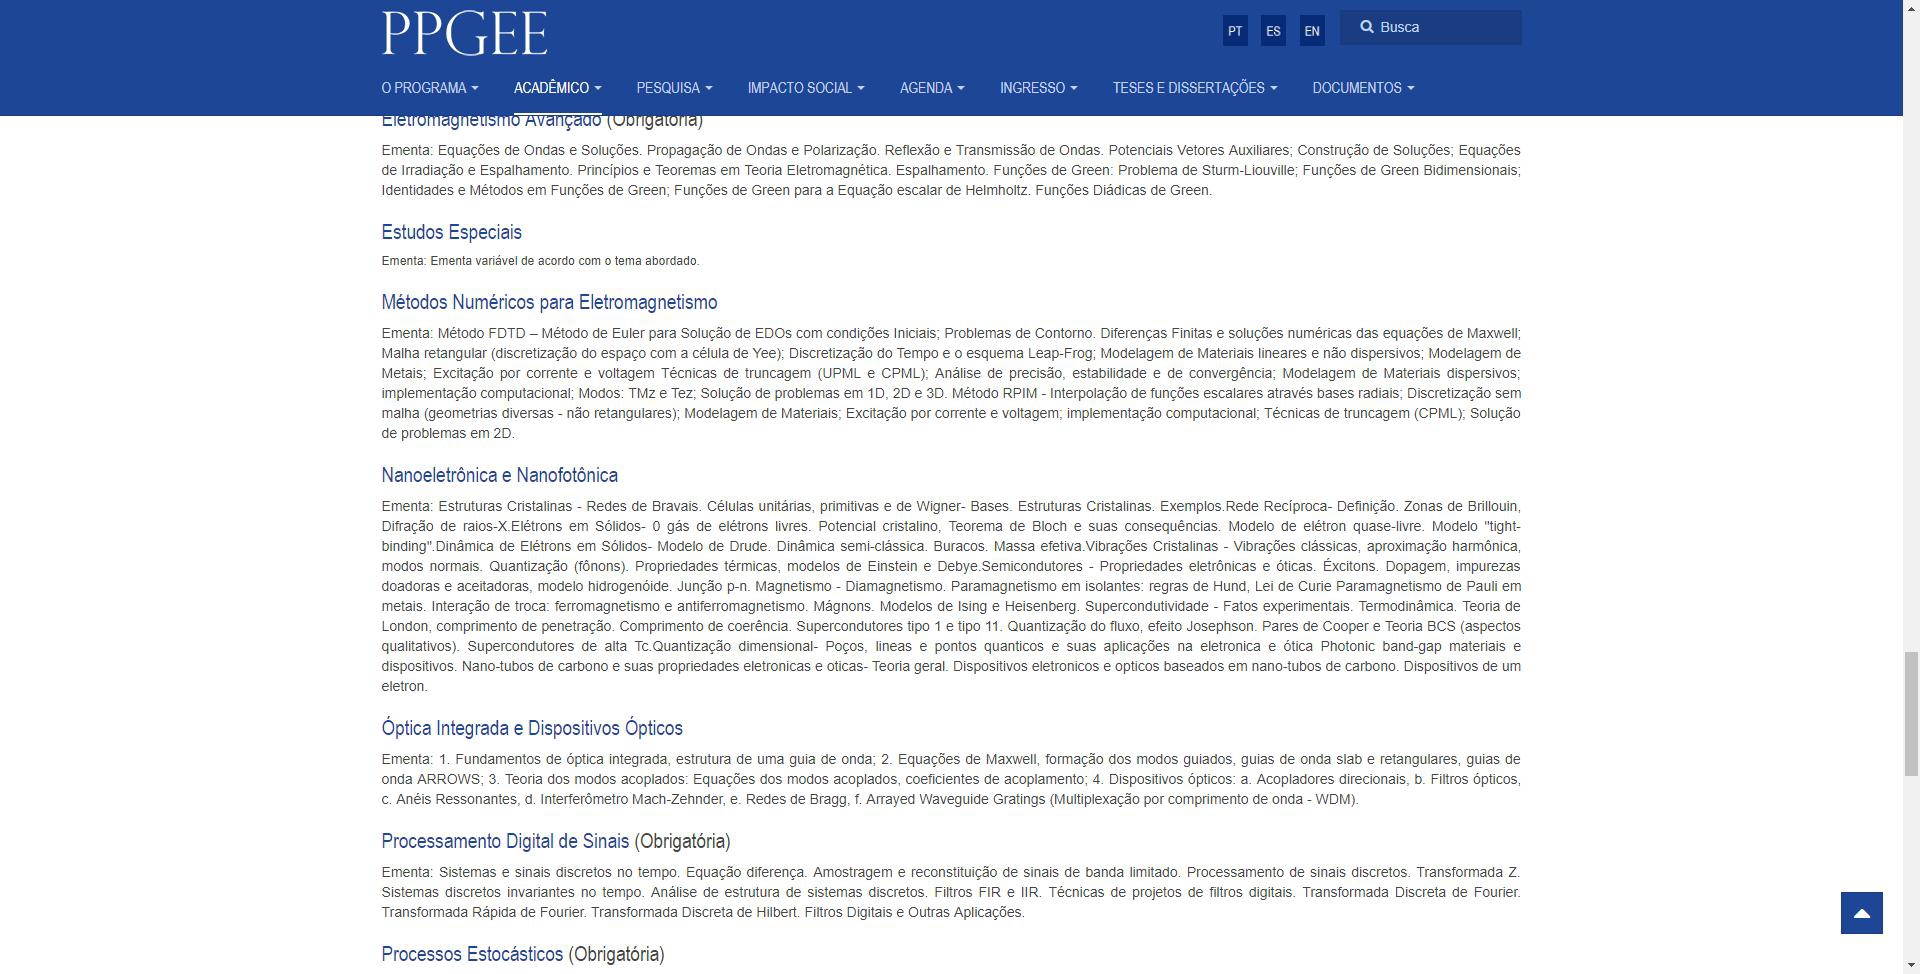 PPGEE
PT ES EN Busca
O PROGRAMA ACADÊMICO PESQUISA IMPACTO SOCIAL AGENDA INGRESSO TESES E DISSERTAÇÕES DOCUMENTOS
Eletromagnetismo Avançado (Obrigatória)
Ementa: Equações de Ondas e Soluções. Propagação de Ondas e Polarização. Reflexão e Transmissão de Ondas. Potenciais Vetores Auxiliares; Construção de Soluções; Equações
de Irradiação e Espalhamento. Princípios e Teoremas em Teoria Eletromagnética. Espalhamento. Funções de Green: Problema de Sturm-Liouville; Funções de Green Bidimensionais;
Identidades e Métodos em Funções de Green; Funções de Green para a Equação escalar de Helmholtz. Funções Diádicas de Green.
Estudos Especiais
Ementa: Ementa variável de acordo com o tema abordado.
Métodos Numéricos para Eletromagnetismo
Ementa: Método FDTD – Método de Euler para Solução de EDOs com condições Iniciais; Problemas de Contorno. Diferenças Finitas e soluções numéricas das equações de Maxwell;
Malha retangular (discretização do espaço com a célula de Yee); Discretização do Tempo e o esquema Leap-Frog; Modelagem de Materiais lineares e não dispersivos; Modelagem de
Metais; Excitação por corrente e voltagem Técnicas de truncagem (UPML e CPML); Análise de precisão, estabilidade e de convergência; Modelagem de Materiais dispersivos;
implementação computacional; Modos: TMz e Tez; Solução de problemas em 1D, 2D e 3D. Método RPIM - Interpolação de funções escalares através bases radiais; Discretização sem
malha (geometrias diversas - não retangulares); Modelagem de Materiais; Excitação por corrente e voltagem; implementação computacional; Técnicas de truncagem (CPML); Solução
de problemas em 2D.
Nanoeletrônica e Nanofotônica
Ementa: Estruturas Cristalinas - Redes de Bravais. Células unitárias, primitivas e de Wigner- Bases. Estruturas Cristalinas. Exemplos.Rede Recíproca- Definição. Zonas de Brillouin,
Difração de raios-X.Elétrons em Sólidos- 0 gás de elétrons livres. Potencial cristalino, Teorema de Bloch e suas consequências. Modelo de elétron quase-livre. Modelo "tight-
binding".Dinâmica de Elétrons em Sólidos- Modelo de Drude. Dinâmica semi-clássica. Buracos. Massa efetiva.Vibrações Cristalinas - Vibrações clássicas, aproximação harmônica,
modos normais. Quantização (fônons). Propriedades térmicas, modelos de Einstein e Debye.Semicondutores - Propriedades eletrônicas e óticas. Éxcitons. Dopagem, impurezas
doadoras e aceitadoras, modelo hidrogenóide. Junção p-n. Magnetismo - Diamagnetismo. Paramagnetismo em isolantes: regras de Hund, Lei de Curie Paramagnetismo de Pauli em
metais. Interação de troca: ferromagnetismo e antiferromagnetismo. Mágnons. Modelos de Ising e Heisenberg. Supercondutividade - Fatos experimentais. Termodinâmica. Teoria de
London, comprimento de penetração. Comprimento de coerência. Supercondutores tipo 1 e tipo 11. Quantização do fluxo, efeito Josephson. Pares de Cooper e Teoria BCS (aspectos
qualitativos). Supercondutores de alta Tc.Quantização dimensional- Poços, lineas e pontos quanticos e suas aplicações na eletronica e ótica Photonic band-gap materiais e
dispositivos. Nano-tubos de carbono e suas propriedades eletronicas e oticas- Teoria geral. Dispositivos eletronicos e opticos baseados em nano-tubos de carbono. Dispositivos de um
eletron.
Óptica Integrada e Dispositivos Ópticos
Ementa: 1. Fundamentos de óptica integrada, estrutura de uma guia de onda; 2. Equações de Maxwell, formação dos modos guiados, guias de onda slab e retangulares, guias de
onda ARROWS; 3. Teoria dos modos acoplados: Equações dos modos acoplados, coeficientes de acoplamento; 4. Dispositivos ópticos: a. Acopladores direcionais, b. Filtros ópticos,
c. Anéis Ressonantes, d. Interferômetro Mach-Zehnder, e. Redes de Bragg, f. Arrayed Waveguide Gratings (Multiplexação por comprimento de onda - WDM).
Processamento Digital de Sinais (Obrigatória)
Ementa: Sistemas e sinais discretos no tempo. Equação diferença. Amostragem e reconstituição de sinais de banda limitado. Processamento de sinais discretos. Transformada Z.
Sistemas discretos invariantes no tempo. Análise de estrutura de sistemas discretos. Filtros FIR e IIR. Técnicas de projetos de filtros digitais. Transformada Discreta de Fourier.
Transformada Rápida de Fourier. Transformada Discreta de Hilbert. Filtros Digitais e Outras Aplicações.
Processos Estocásticos (Obrigatória)